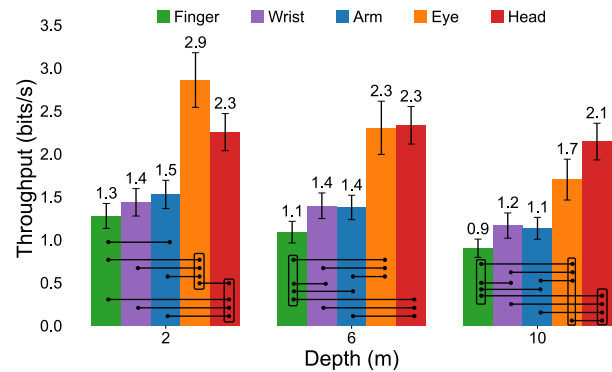 Finger Wrist Arm Eye Head
Throughput (bits/s)
3.5
3.0
2.5
2.0
1.5
1.0
0.5
0.0
1.3 1.4 1.5 2.9 2.3
1.1 1.4 1.4 2.3 2.3
0.9 1.2 1.1 1.7 2.1
2 6 10
Depth (m)